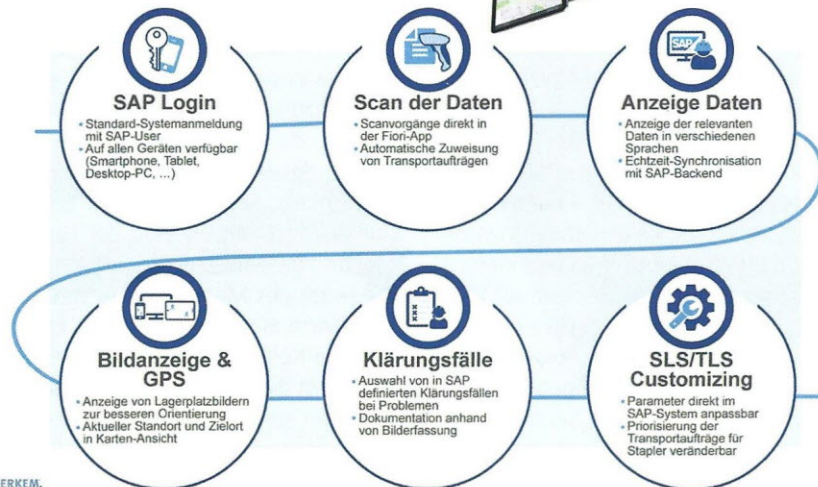 SAP Login
• Standard-Systemanmeldung
mit SAP-User
• Auf allen Geräten verfügbar
(Smartphone, Tablet,
Desktop-PC, ...)
Scan der Daten
• Scanvorgänge direkt in
der Fiori-App
• Automatische Zuweisung
von Transportaufträgen
SAP
Anzeige Daten
• Anzeige der relevanten
Daten in verschiedenen
Sprachen
• Echtzeit-Synchronisation
mit SAP-Backend
Bildanzeige &
GPS
• Anzeige von Lagerplatzbildern
zur besseren Orientierung
• Aktueller Standort und Zielort
in Karten-Ansicht
Klärungsfälle
• Auswahl von in SAP
definierten Klärungsfällen
bei Problemen
• Dokumentation anhand
von Bilderfassung
SLS/TLS
Customizing
• Parameter direkt im
SAP-System anpassbar
• Priorisierung der
Transportaufträge für
Stapler veränderbar
ERKEM.